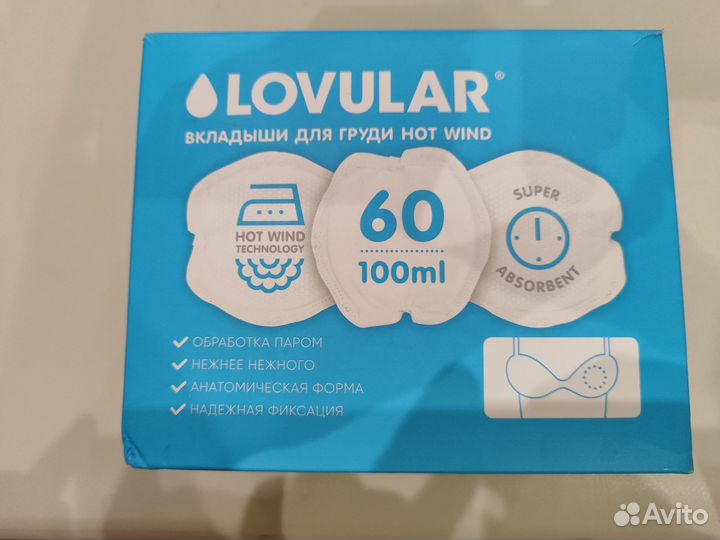 LOVULAR®
ВКЛАДЫШИ ДЛЯ ГРУДИ HOT WIND
HOT WIND
TECHNOLOGY
60
100ml
SUPER
ABSORBENT
ОБРАБОТКА ПАРОМ
НЕЖНЕЕ НЕЖНОГО
АНАТОМИЧЕСКАЯ ФОРМА
НАДЕЖНАЯ ФИКСАЦИЯ
Avito